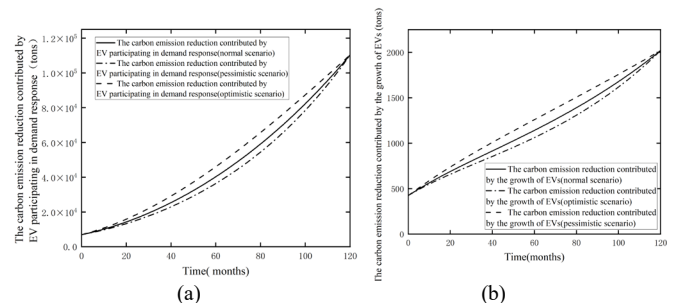 The carbon emission reduction contributed by
EV participating in demand response (tons)
1.2×10⁵
1.0×10⁵
8.0×10⁴
6.0×10⁴
4.0×10⁴
2.0×10⁴
0.0
The carbon emission reduction contributed by
EV participating in demand response(normal scenario)
The carbon emission reduction contributed by
EV participating in demand response(pessimistic scenario)
The carbon emission reduction contributed by
EV participating in demand response(optimistic scenario)
0 20 40 60 80 100 120
Time( months)
(a)
The carbon emission reduction contributed by the growth of EVs (tons)
2000
1500
1000
500
0
The carbon emission reduction contributed
by the growth of EVs(normal scenario)
The carbon emission reduction contributed
by the growth of EVs(optimistic scenario)
The carbon emission reduction contributed
by the growth of EVs(pessimistic scenario)
0 20 40 60 80 100 120
Time(months)
(b)